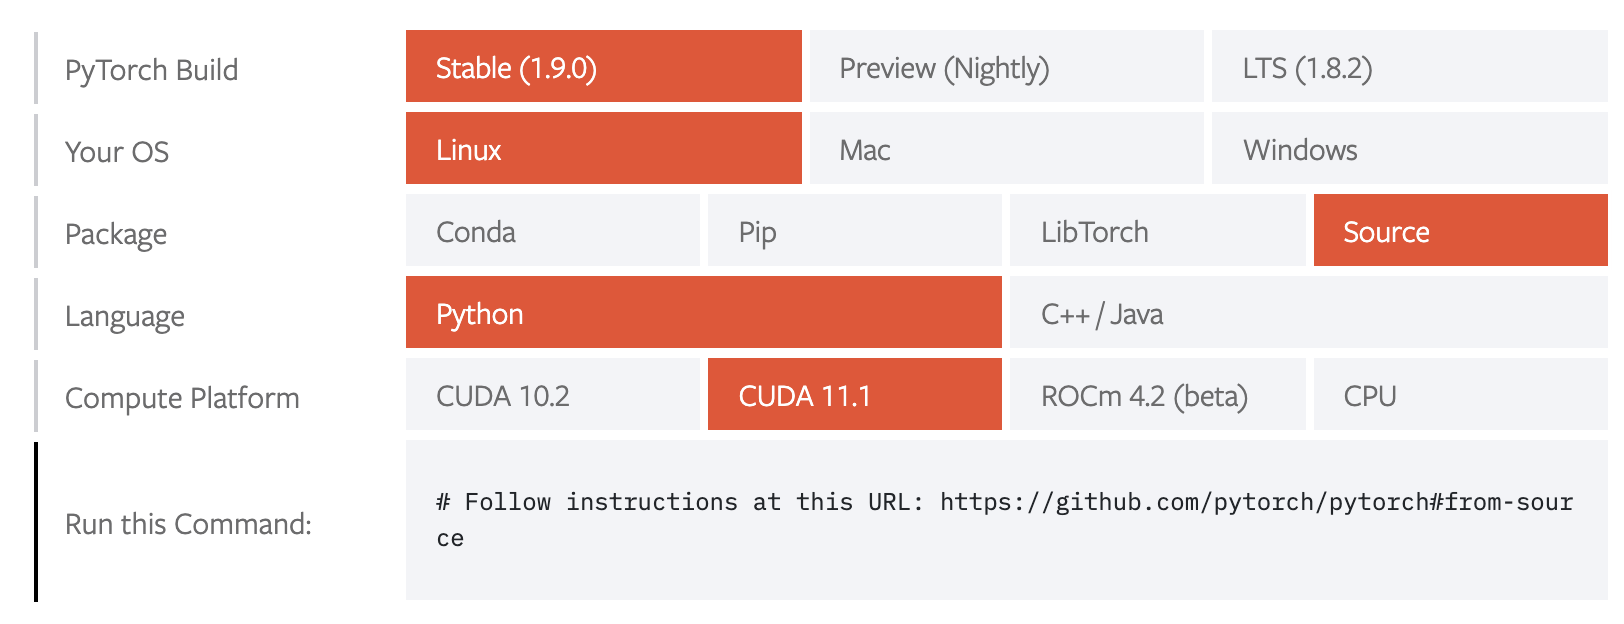 PyTorch Build Stable (1.9.0) Preview (Nightly) LTS (1.8.2)
Your OS Linux Mac Windows
Package Conda Pip LibTorch Source
Language Python C++ / Java
Compute Platform CUDA 10.2 CUDA 11.1 ROCm 4.2 (beta) CPU
Run this Command:
# Follow instructions at this URL: https://github.com/pytorch/pytorch#from-sour
ce